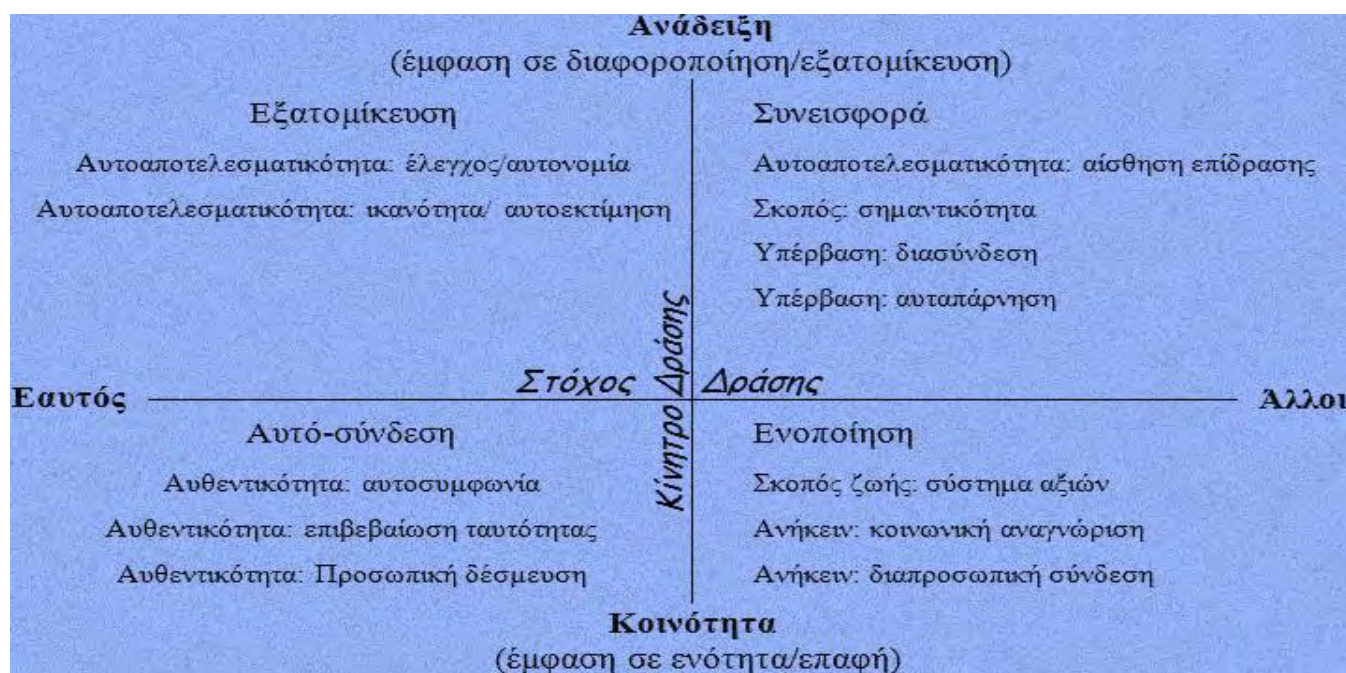 Ανάδειξη
(έμφαση σε διαφοροποίηση/εξατομίκευση)
Εξατομίκευση
Αυτοαποτελεσματικότητα: έλεγχος/αυτονομία
Αυτοαποτελεσματικότητα: ικανότητα/ αυτοεκτίμηση
Συνεισφορά
Αυτοαποτελεσματικότητα: αίσθηση επίδρασης
Σκοπός: σημαντικότητα
Υπέρβαση: διασύνδεση
Υπέρβαση: αυταπάρνηση
Κίνητρο Δράσης
Στόχος Δράσης
Εαυτός
Άλλοι
Αυτό-σύνδεση
Αυθεντικότητα: αυτοσυμφωνία
Αυθεντικότητα: επιβεβαίωση ταυτότητας
Αυθεντικότητα: Προσωπική δέσμευση
Ενοποίηση
Σκοπός ζωής: σύστημα αξιών
Ανήκειν: κοινωνική αναγνώριση
Ανήκειν: διαπροσωπική σύνδεση
Κοινότητα
(έμφαση σε ενότητα/επαφή)